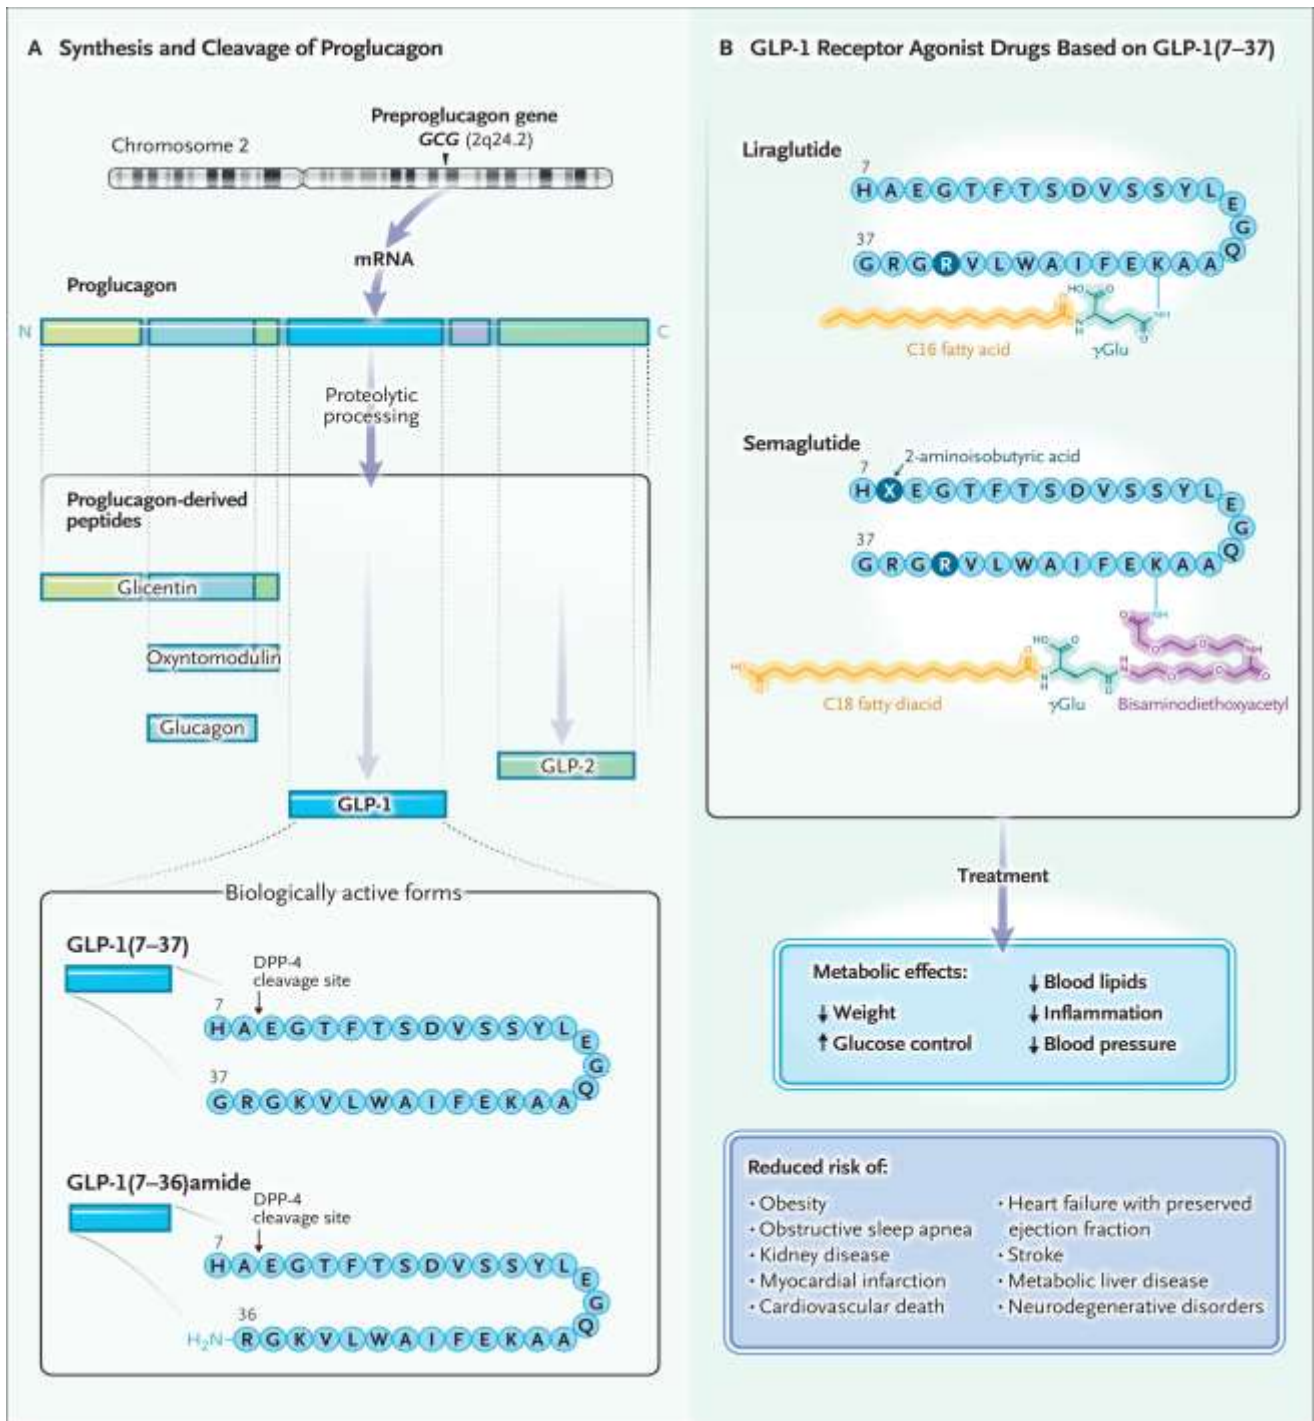 A Synthesis and Cleavage of Proglucagon
Preproglucagon gene
GCG (2q24.2)
Chromosome 2
mRNA
Proglucagon
N
C
Proteolytic
processing
Proglucagon-derived
peptides
Glicentin
Oxyntomodulin
Glucagon
GLP-2
GLP-1
Biologically active forms
GLP-1(7–37)
DPP-4
cleavage site
7
H A E G T F T S D V S S Y L
E
G
Q
37
G R G K V L W A I F E K A A
GLP-1(7–36)amide
DPP-4
cleavage site
7
H A E G T F T S D V S S Y L
E
G
Q
36
H₂N R G K V L W A I F E K A A
B GLP-1 Receptor Agonist Drugs Based on GLP-1(7–37)
Liraglutide
7
H A E G T F T S D V S S Y L
E
G
Q
37
G R G R V L W A I F E K A A
HO O
O
N
H
NH
O
C16 fatty acid
γGlu
Semaglutide
2-aminoisobutyric acid
7
H X E G T F T S D V S S Y L
E
G
Q
37
G R G R V L W A I F E K A A
O NH
HO O
O O NH
HO O
N
H
O
H
N
O O O
O
C18 fatty diacid
γGlu
Bisaminodiethoxyacetyl
Treatment
Metabolic effects:
↓ Weight
↑ Glucose control
↓ Blood lipids
↓ Inflammation
↓ Blood pressure
Reduced risk of:
• Obesity
• Obstructive sleep apnea
• Kidney disease
• Myocardial infarction
• Cardiovascular death
• Heart failure with preserved
ejection fraction
• Stroke
• Metabolic liver disease
• Neurodegenerative disorders